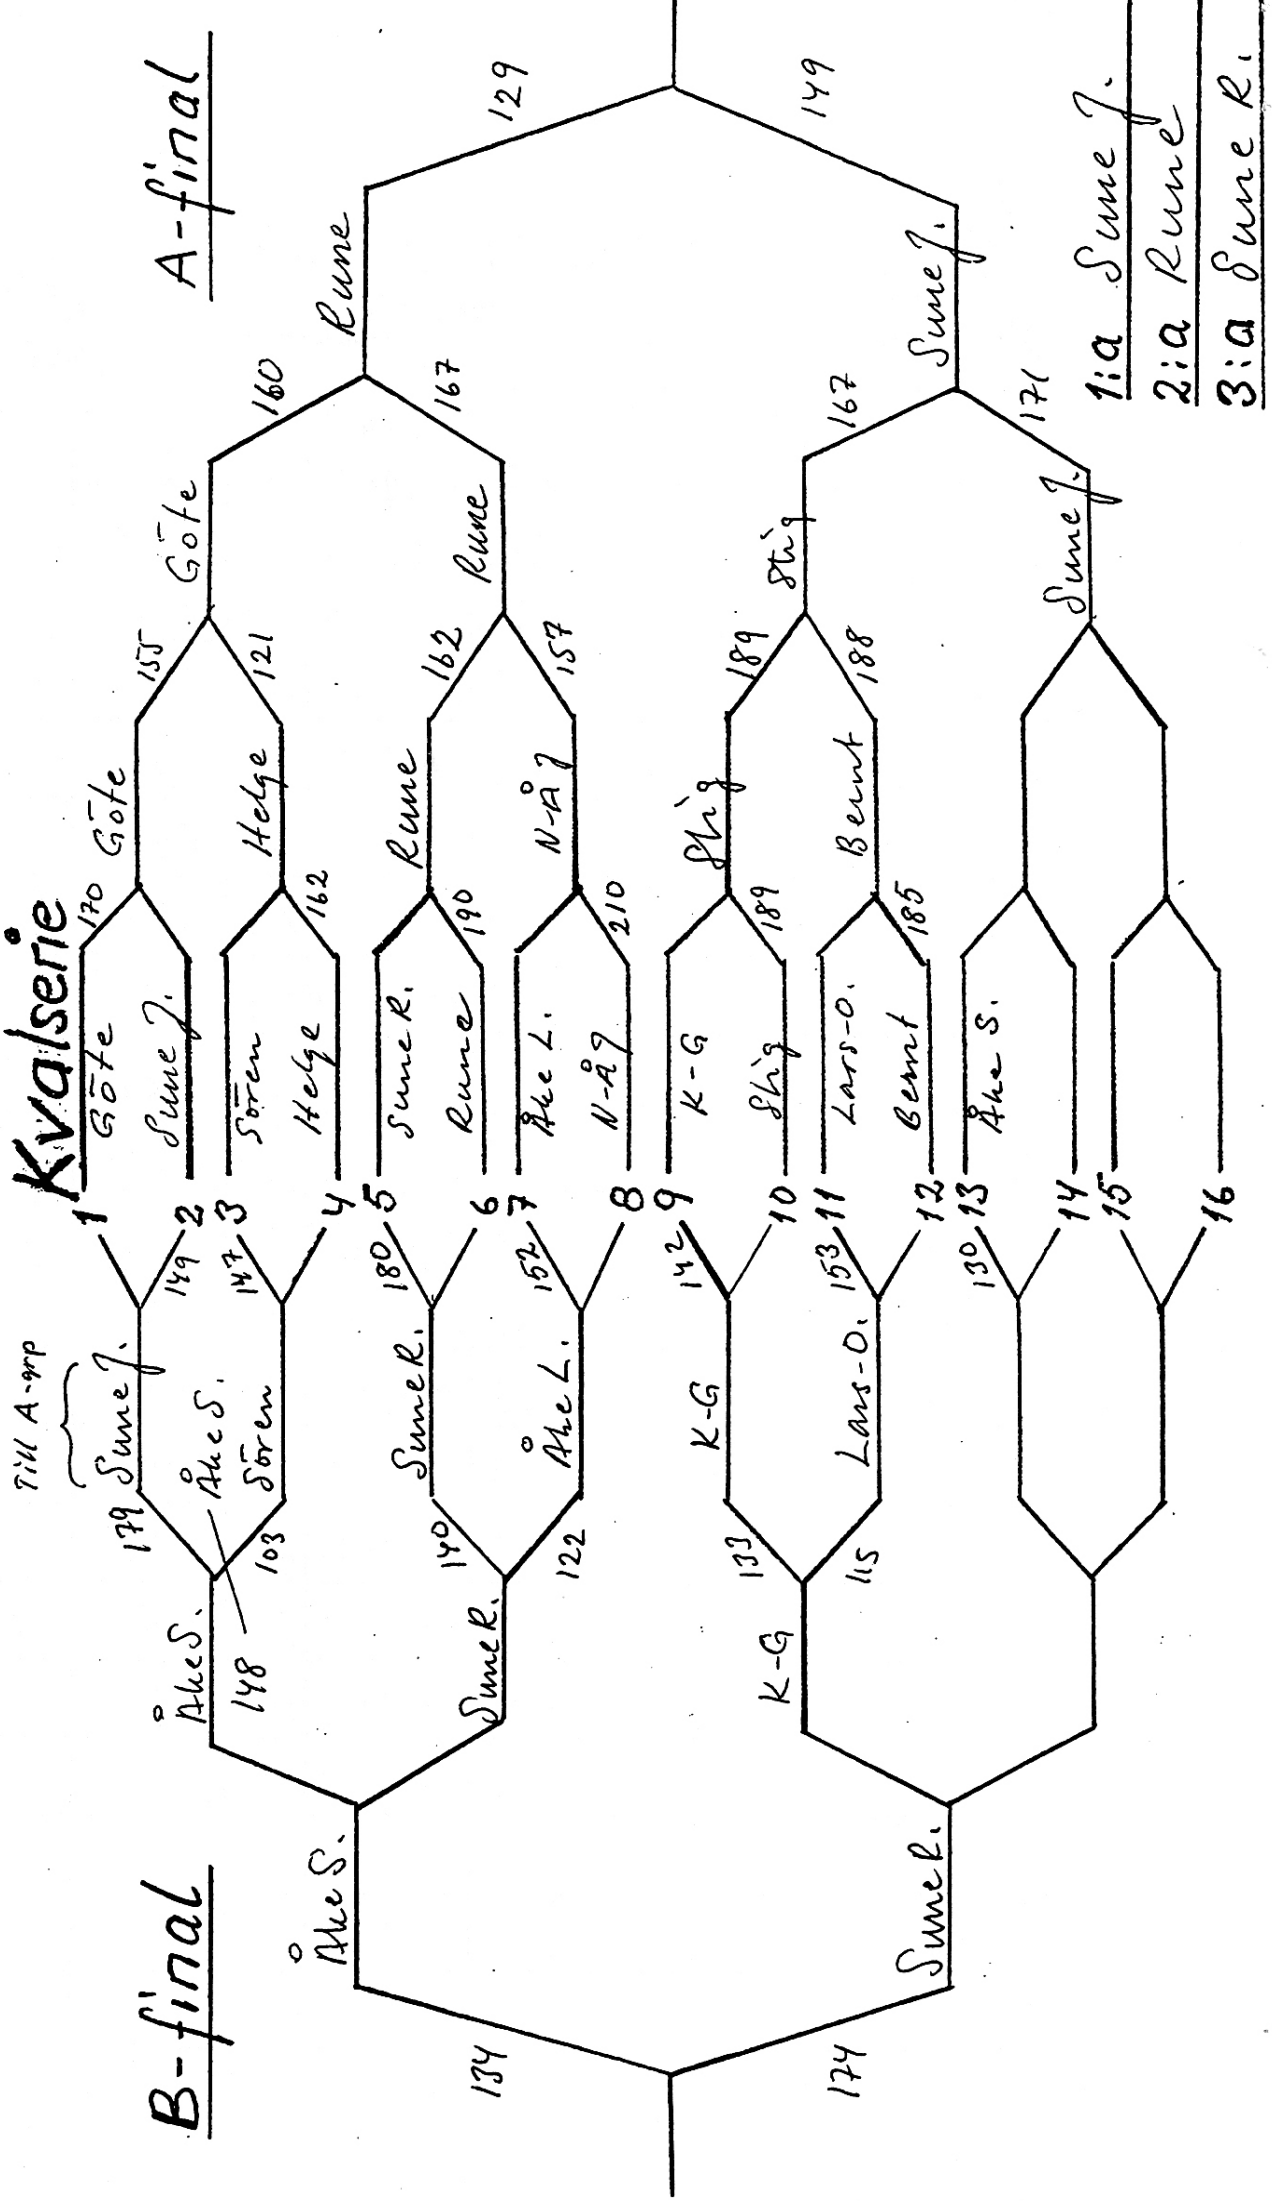 B-final
Kvalserie
A-final
Till A-grp
Åke S.
Sune R.
134
174
Åke S.
148
Sune R.
K-G
179
Sune J.
Åke S.
103
Sören
140
Sune R.
122
Åke L.
133
K-G
115
Lars-O.
149
147
180
152
142
153
130
1 Göte
2 Sune J.
3 Sören
4 Helge
5 Sune R.
6 Rune
7 Åke L.
8 N-Å J
9 K-G
10 Stig
11 Lars-O.
12 Bernt
13 Åke S.
14
15
16
170
162
190
210
189
185
Göte
Helge
Rune
N-Å J
Stig
Bernt
155
121
162
157
189
188
Göte
Rune
Stig
Sune J.
160
167
167
171
Rune
Sune J.
129
149
1:a Sune J.
2:a Rune
3:a Sune R.